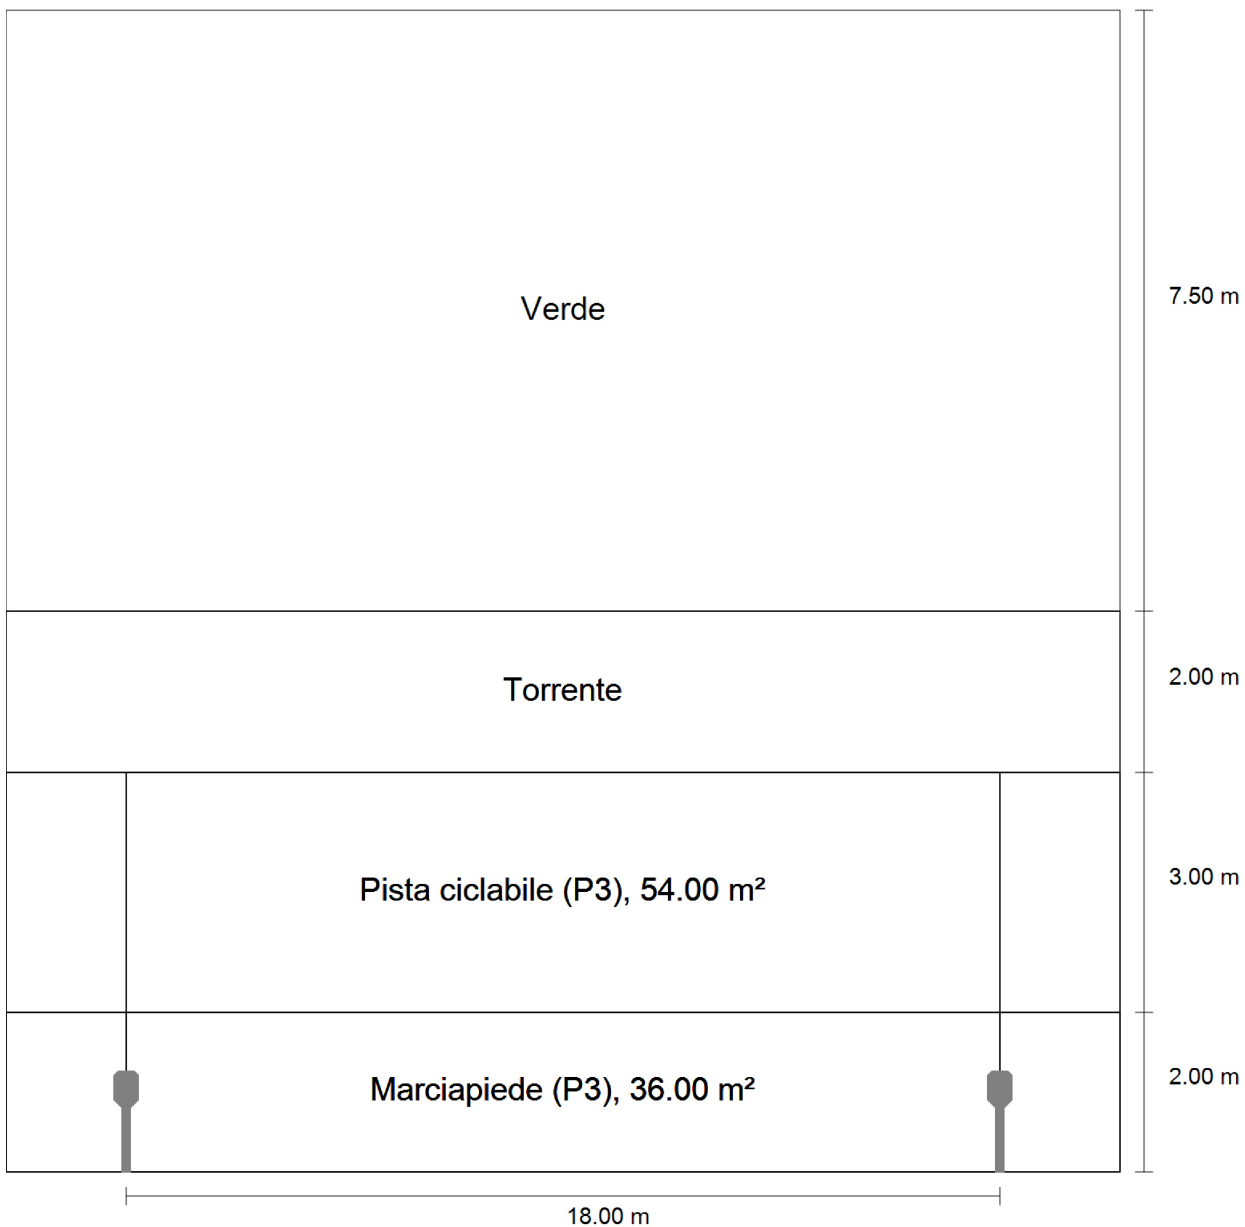 Verde
7.50 m
Torrente
2.00 m
Pista ciclabile (P3), 54.00 m²
3.00 m
Marciapiede (P3), 36.00 m²
2.00 m
18.00 m